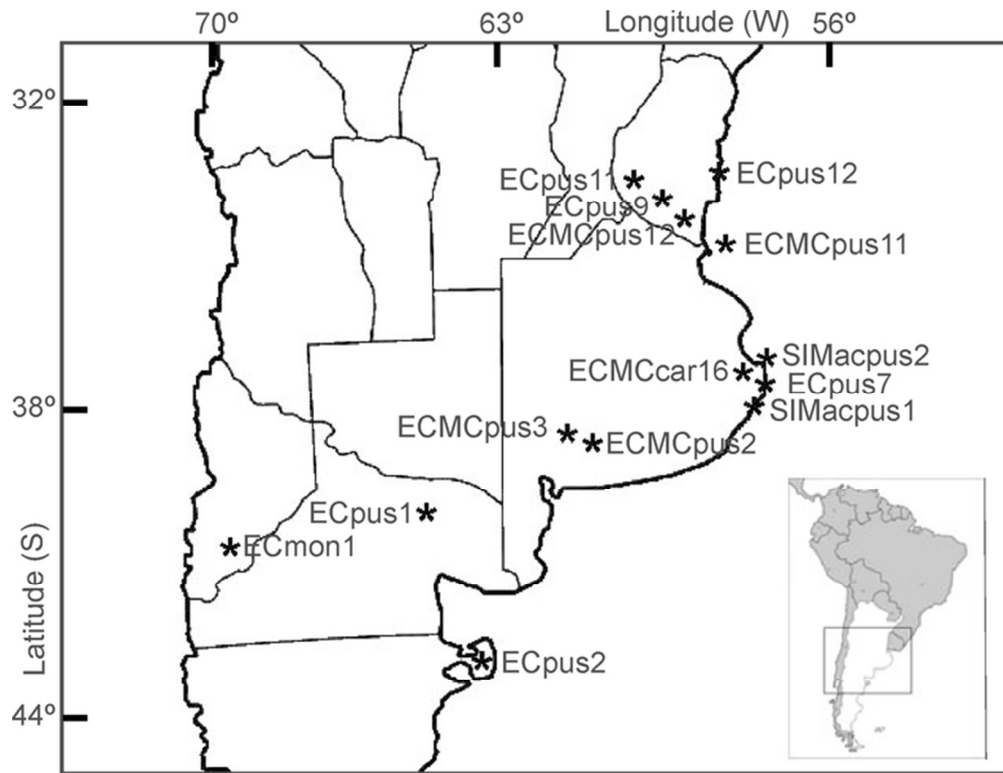 Longitude (W)
70º
63º
56º
32º
ECpus11
ECpus12
ECpus9
ECMCpus12
ECMCpus11
SIMacpus2
ECMCcar16
ECpus7
38º
SIMacpus1
ECMCpus3
ECMCpus2
ECpus1
ECmon1
Latitude (S)
ECpus2
44º